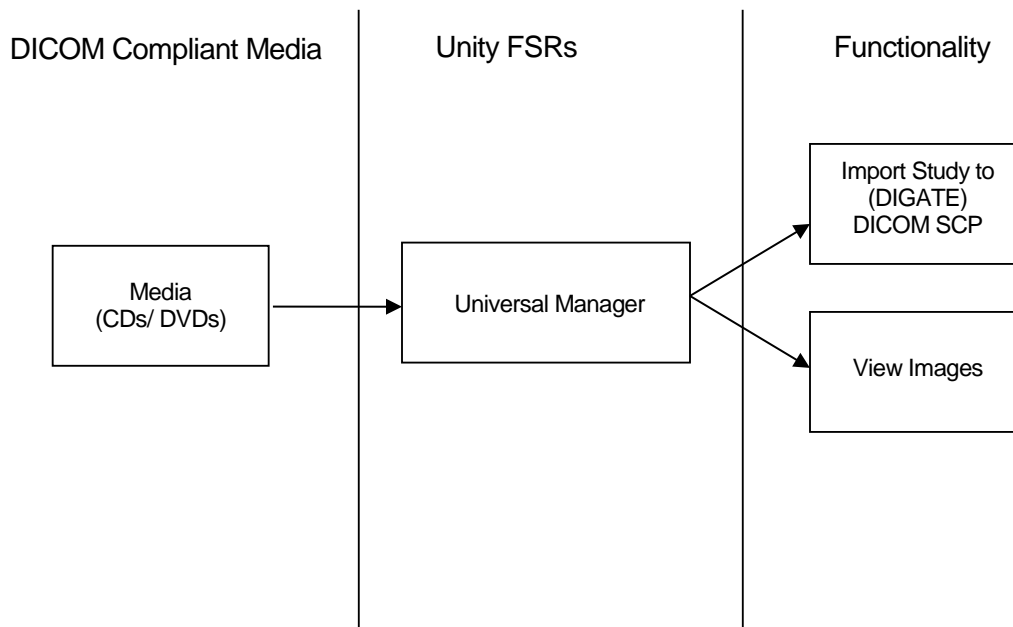 DICOM Compliant Media
Unity FSRs
Functionality
Import Study to
(DIGATE)
DICOM SCP
Media
(CDs/ DVDs)
Universal Manager
View Images